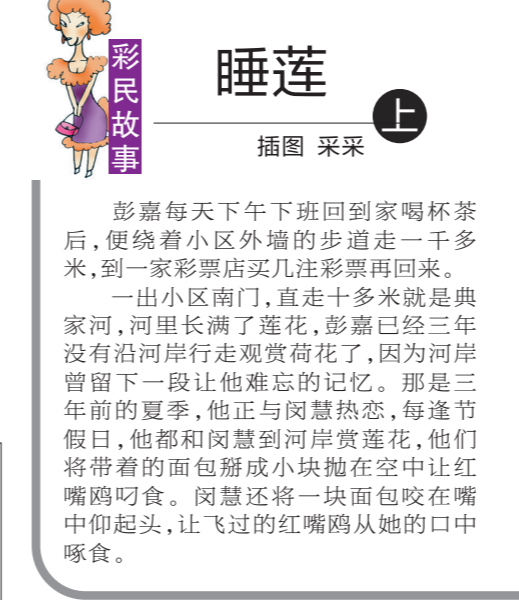 彩民故事
睡莲
上
插图 采采
彭嘉每天下午下班回到家喝杯茶
后,便绕着小区外墙的步道走一千多
米,到一家彩票店买几注彩票再回来。
一出小区南门,直走十多米就是典
家河,河里长满了莲花,彭嘉已经三年
没有沿河岸行走观赏荷花了,因为河岸
曾留下一段让他难忘的记忆。那是三
年前的夏季,他正与闵慧热恋,每逢节
假日,他都和闵慧到河岸赏莲花,他们
将带着的面包掰成小块抛在空中让红
嘴鸥叼食。闵慧还将一块面包咬在嘴
中仰起头,让飞过的红嘴鸥从她的口中
啄食。